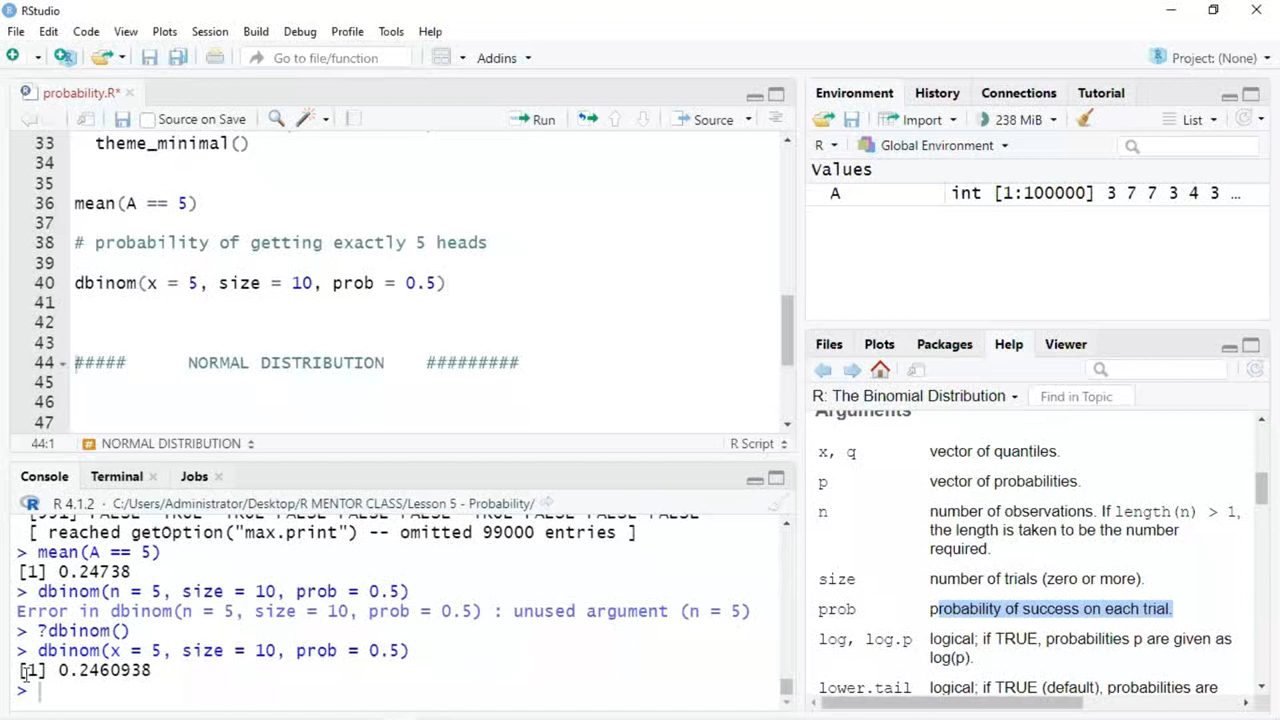 RStudio
File Edit Code View Plots Session Build Debug Profile Tools Help
Go to file/function Addins Project: (None)
probability.R*
Source on Save Run Source
33 theme_minimal()
34
35
36 mean(A == 5)
37
38 # probability of getting exactly 5 heads
39
40 dbinom(x = 5, size = 10, prob = 0.5)
41
42
43
44 ##### NORMAL DISTRIBUTION #########
45
46
47
44:1 NORMAL DISTRIBUTION R Script
Console Terminal Jobs
R 4.1.2 · C:/Users/Administrator/Desktop/R MENTOR CLASS/Lesson 5 - Probability/
[ reached getOption("max.print") -- omitted 99000 entries ]
> mean(A == 5)
[1] 0.24738
> dbinom(n = 5, size = 10, prob = 0.5)
Error in dbinom(n = 5, size = 10, prob = 0.5) : unused argument (n = 5)
> ?dbinom()
> dbinom(x = 5, size = 10, prob = 0.5)
[1] 0.2460938
>
Environment History Connections Tutorial
Import 238 MiB List
R Global Environment
Values
A int [1:100000] 3 7 7 3 4 3 …
Files Plots Packages Help Viewer
R: The Binomial Distribution Find in Topic
Arguments
x, q vector of quantiles.
p vector of probabilities.
n number of observations. If length(n) > 1,
the length is taken to be the number
required.
size number of trials (zero or more).
prob probability of success on each trial.
log, log.p logical; if TRUE, probabilities p are given as
log(p).
lower.tail logical; if TRUE (default), probabilities are